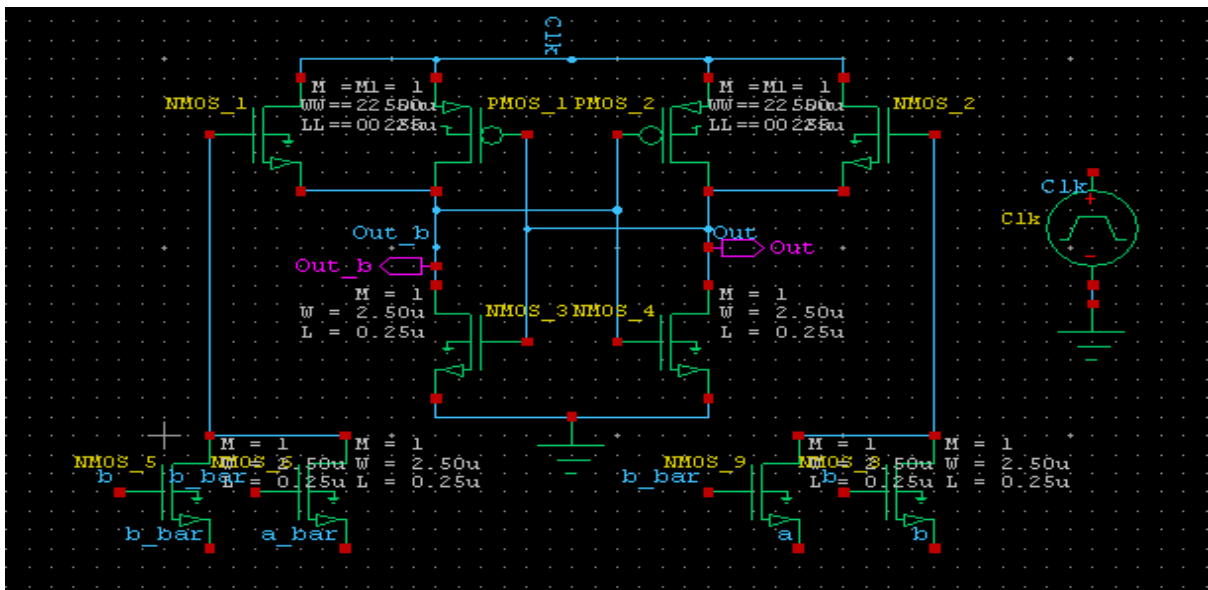 Clk
NMOS_1
PMOS_1
PMOS_2
NMOS_2
Clk
Clk
Out_b
Out
Out_b
Out
M = 1
W = 2.50u
L = 0.25u
NMOS_3
NMOS_4
M = 1
W = 2.50u
L = 0.25u
NMOS_5
b
b_bar
M = 1
M = 1
W = 2.50u
L = 0.25u
b_bar
a_bar
NMOS_9
b_bar
b
M = 1
M = 1
W = 2.50u
L = 0.25u
a
b